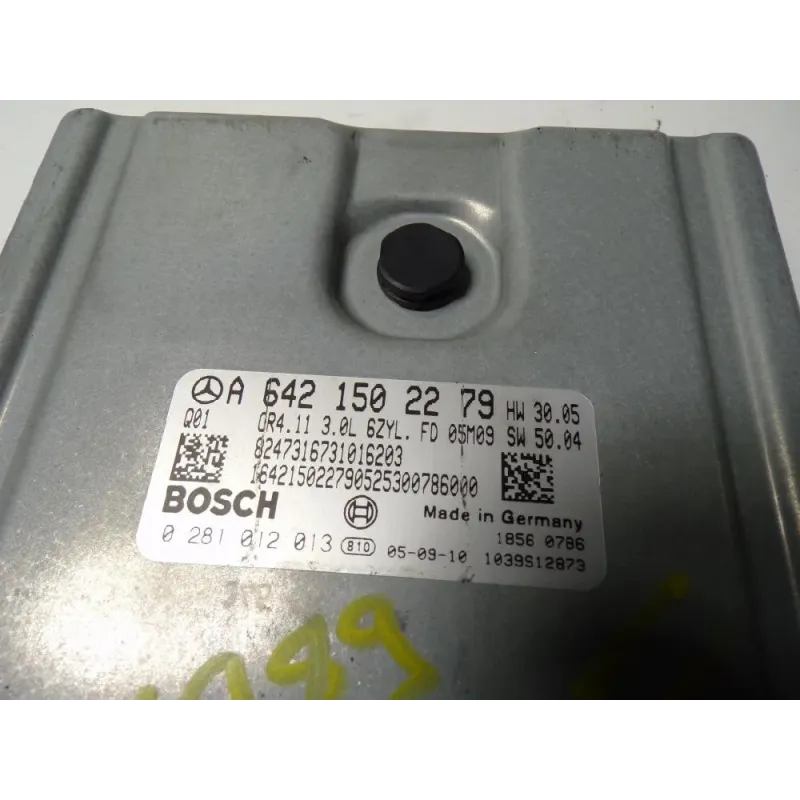 A 642 150 22 79 HW 30.05
Q01 CR4.11 3.0L 6ZYL. FD 05M09 SW 50.04
8247316731016203
164215022790525300786000
BOSCH Made in Germany
0 281 012 013 810 05-09-10 1856 0786
1039S12873